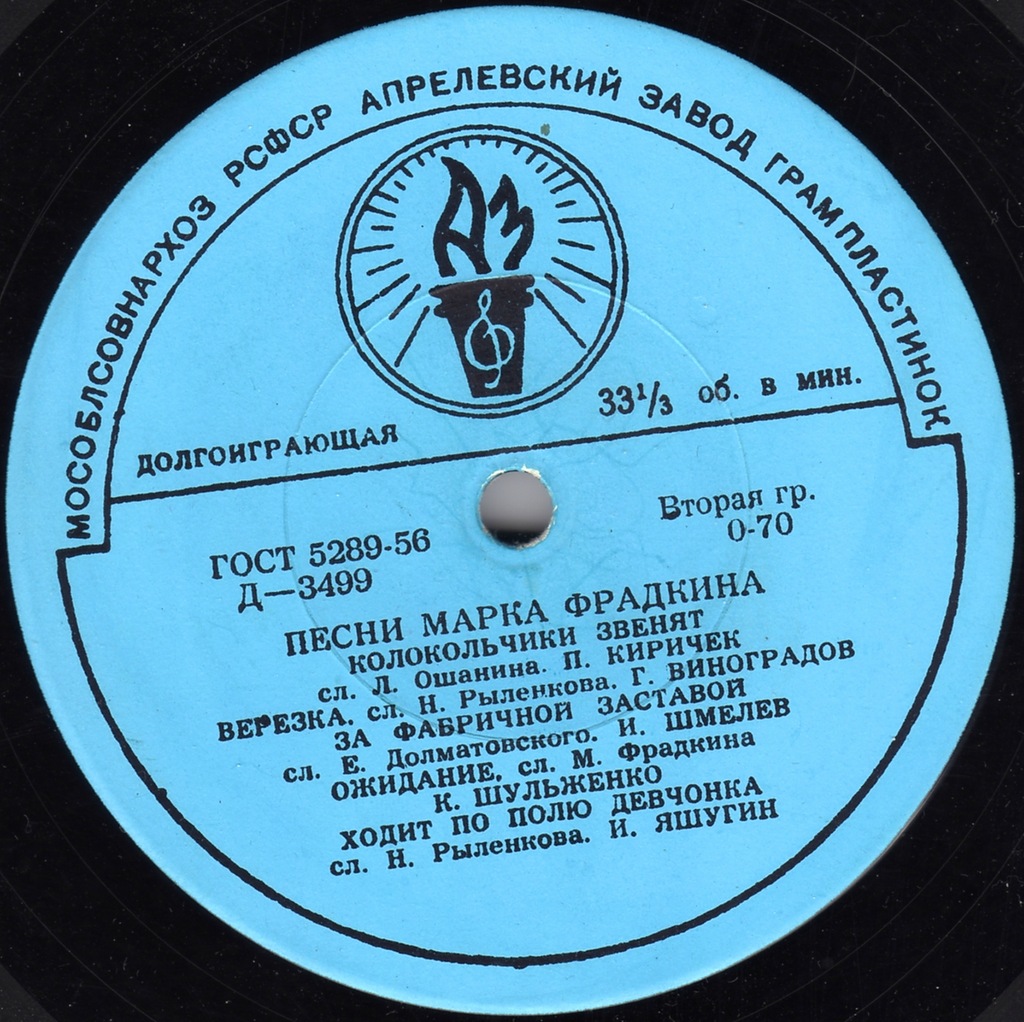 МОСОБЛСОВНАРХОЗ РСФСР АПРЕЛЕВСКИЙ ЗАВОД ГРАМПЛАСТИНОК
АЗ
ДОЛГОИГРАЮЩАЯ
33⅓ об. в мин.
ГОСТ 5289-56
Вторая гр.
Д—3499
0-70
ПЕСНИ МАРКА ФРАДКИНА
КОЛОКОЛЬЧИКИ ЗВЕНЯТ
сл. Л. Ошанина. П. КИРИЧЕК
БЕРЕЗКА. сл. Н. Рыленкова. Г. ВИНОГРАДОВ
ЗА ФАБРИЧНОЙ ЗАСТАВОЙ
сл. Е. Долматовского. И. ШМЕЛЕВ
ОЖИДАНИЕ. сл. М. Фрадкина
К. ШУЛЬЖЕНКО
ХОДИТ ПО ПОЛЮ ДЕВЧОНКА
сл. Н. Рыленкова. И. ЯШУГИН